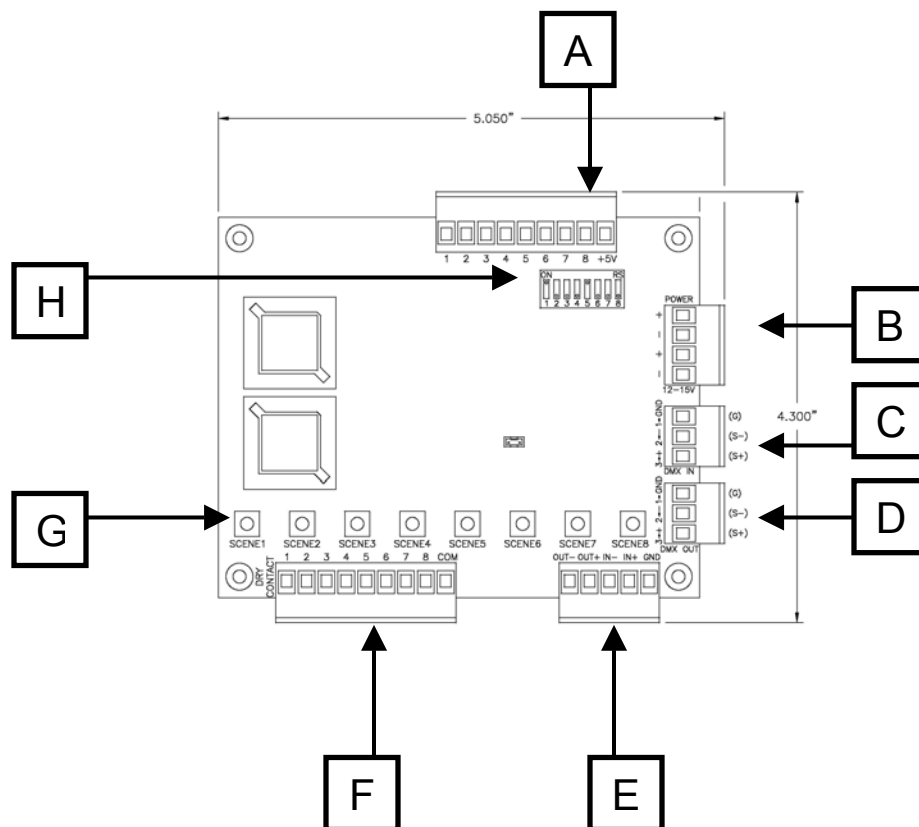 A
5.050"
1 2 3 4 5 6 7 8 +5V
ON RS
1 2 3 4 5 6 7 8
H
POWER
+
-
+
-
12-15V
B
4.300"
1•GND (G)
2•- (S-)
3•+ (S+)
DMX IN
C
1•GND (G)
2•- (S-)
3•+ (S+)
DMX OUT
D
G
SCENE1 SCENE2 SCENE3 SCENE4 SCENE5 SCENE6 SCENE7 SCENE8
DRY
CONTACT
1 2 3 4 5 6 7 8 COM
OUT- OUT+ IN- IN+ GND
F
E